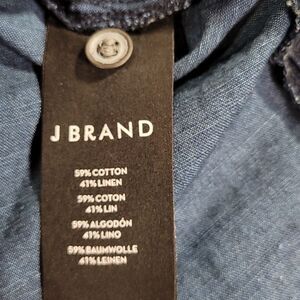 J BRAND
59% COTTON
41% LINEN
59% COTON
41% LIN
59% ALGODÓN
41% LINO
59% BAUMWOLLE
41% LEINEN